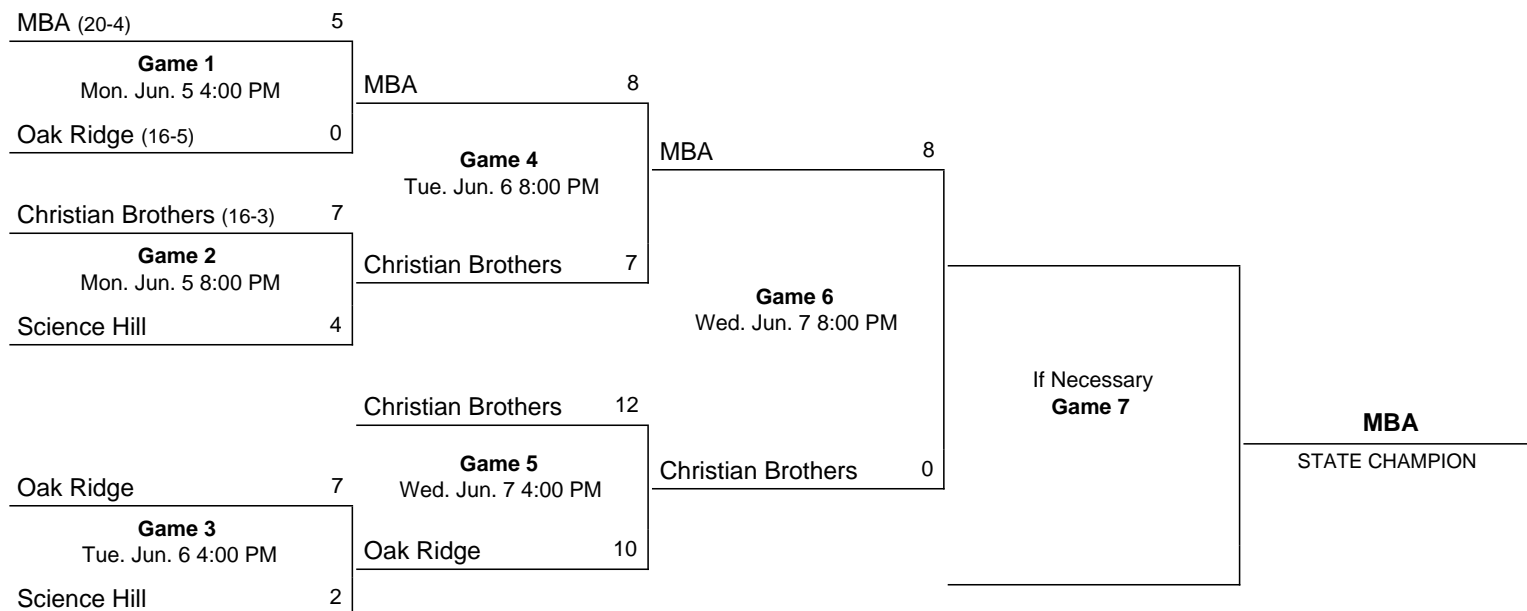 MBA (20-4) 5
Game 1
Mon. Jun. 5 4:00 PM
Oak Ridge (16-5) 0
Christian Brothers (16-3) 7
Game 2
Mon. Jun. 5 8:00 PM
Science Hill 4
Oak Ridge 7
Game 3
Tue. Jun. 6 4:00 PM
Science Hill 2
MBA 8
Game 4
Tue. Jun. 6 8:00 PM
Christian Brothers 7
Christian Brothers 12
Game 5
Wed. Jun. 7 4:00 PM
Oak Ridge 10
MBA 8
Game 6
Wed. Jun. 7 8:00 PM
Christian Brothers 0
If Necessary
Game 7
MBA
STATE CHAMPION